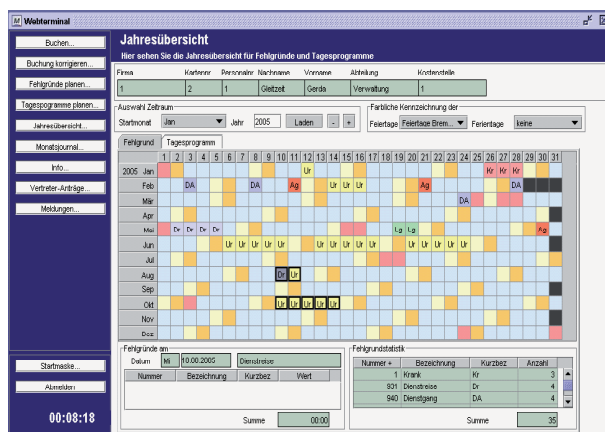 Webterminal
Buchen...
Buchung korrigieren...
Fehlgründe planen...
Tagesprogramme planen...
Jahresübersicht...
Monatsjournal...
Info...
Vertreter-Anträge...
Meldungen...
Startmaske...
Abmelden
00:08:18
Jahresübersicht
Hier sehen Sie die Jahresübersicht für Fehlgründe und Tagesprogramme
Firma Kartennr Personalnr Nachname Vorname Abteilung Kostenstelle
1 2 1 Gleitzeit Gerda Verwaltung 1
Auswahl Zeitraum
Startmonat Jan Jahr 2005 Laden - +
Farbliche Kennzeichnung der
Feiertage Feiertage Brem... Ferientage keine
Fehlgrund Tagesprogramm
1 2 3 4 5 6 7 8 9 10 11 12 13 14 15 16 17 18 19 20 21 22 23 24 25 26 27 28 29 30 31
2005 Jan Ur Kr Kr Kr
Feb DA DA Ag Ur Ur Ur Ag DA
Mär DA
Apr
Mai Dr Dr Dr Dr Lg Lg Ag
Jun Ur Ur Ur Ur Ur Ur Ur Ur Ur Ur Ur Ur Ur Ur Ur
Jul
Aug Dr Ur
Sep
Okt Ur Ur Ur Ur Ur
Nov
Dez
Fehlgründe am
Datum Mi 10.08.2005 Dienstreise
Nummer Bezeichnung Kurzbez Wert
Summe 00:00
Fehlgrundstatistik
Nummer Bezeichnung Kurzbez Anzahl
1 Krank Kr 3
931 Dienstreise Dr 4
940 Dienstgang DA 4
Summe 35